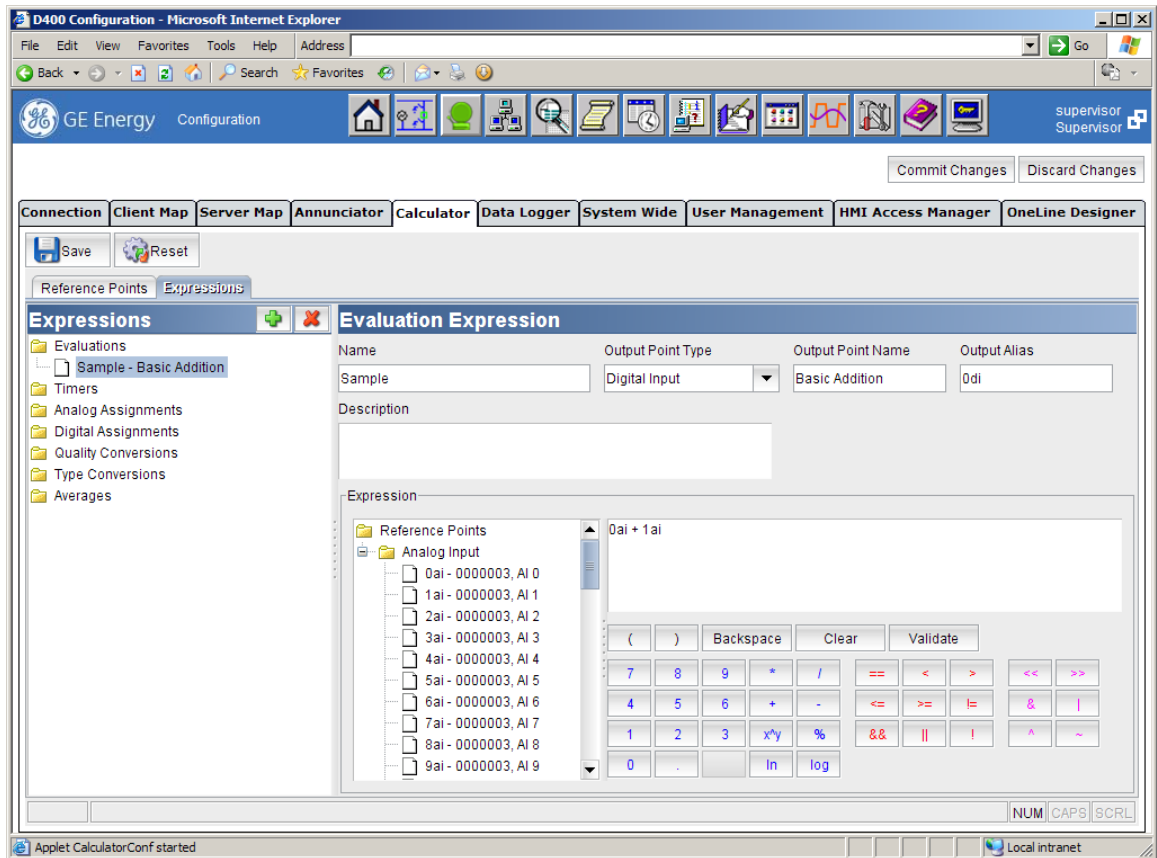 D400 Configuration - Microsoft Internet Explorer
File Edit View Favorites Tools Help Address Go
Back Search Favorites
GE Energy Configuration supervisor
Supervisor
Commit Changes Discard Changes
Connection Client Map Server Map Annunciator Calculator Data Logger System Wide User Management HMI Access Manager OneLine Designer
Save Reset
Reference Points Expressions
Expressions
Evaluations
Sample - Basic Addition
Timers
Analog Assignments
Digital Assignments
Quality Conversions
Type Conversions
Averages
Evaluation Expression
Name Output Point Type Output Point Name Output Alias
Sample Digital Input Basic Addition 0di
Description
Expression
Reference Points
Analog Input
0ai - 0000003, AI 0
1ai - 0000003, AI 1
2ai - 0000003, AI 2
3ai - 0000003, AI 3
4ai - 0000003, AI 4
5ai - 0000003, AI 5
6ai - 0000003, AI 6
7ai - 0000003, AI 7
8ai - 0000003, AI 8
9ai - 0000003, AI 9
0ai + 1ai
( ) Backspace Clear Validate
7 8 9 * / == < > << >>
4 5 6 + - <= >= != & |
1 2 3 x^y % && || ! ^ ~
0 . ln log
NUM CAPS SCRL
Applet CalculatorConf started Local intranet